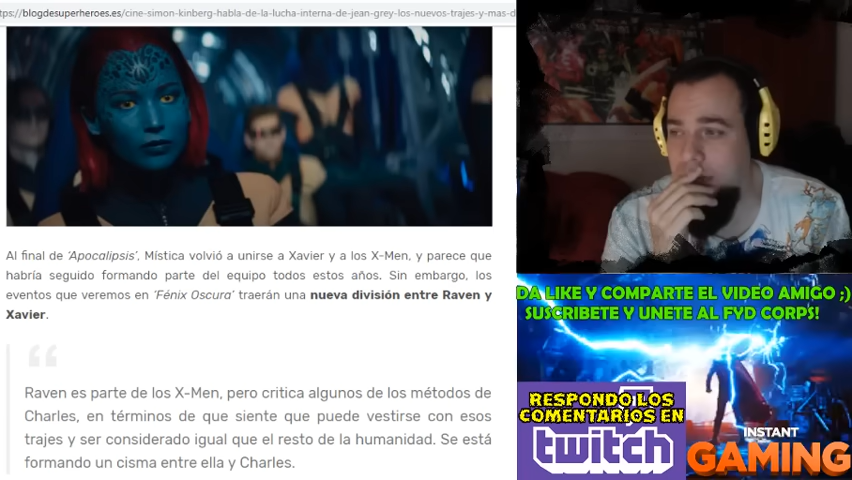 ps://blogdesuperheroes.es/cine-simon-kinberg-habla-de-la-lucha-interna-de-jean-grey-los-nuevos-trajes-y-mas-d
Al final de 'Apocalipsis', Mística volvió a unirse a Xavier y a los X-Men, y parece que
habría seguido formando parte del equipo todos estos años. Sin embargo, los
eventos que veremos en 'Fénix Oscura' traerán una nueva división entre Raven y
Xavier.
Raven es parte de los X-Men, pero critica algunos de los métodos de
Charles, en términos de que siente que puede vestirse con esos
trajes y ser considerado igual que el resto de la humanidad. Se está
formando un cisma entre ella y Charles.
DA LIKE Y COMPARTE EL VIDEO AMIGO ;)
SUSCRIBETE Y UNETE AL FYD CORPS!
RESPONDO LOS
COMENTARIOS EN
twitch
INSTANT
GAMING